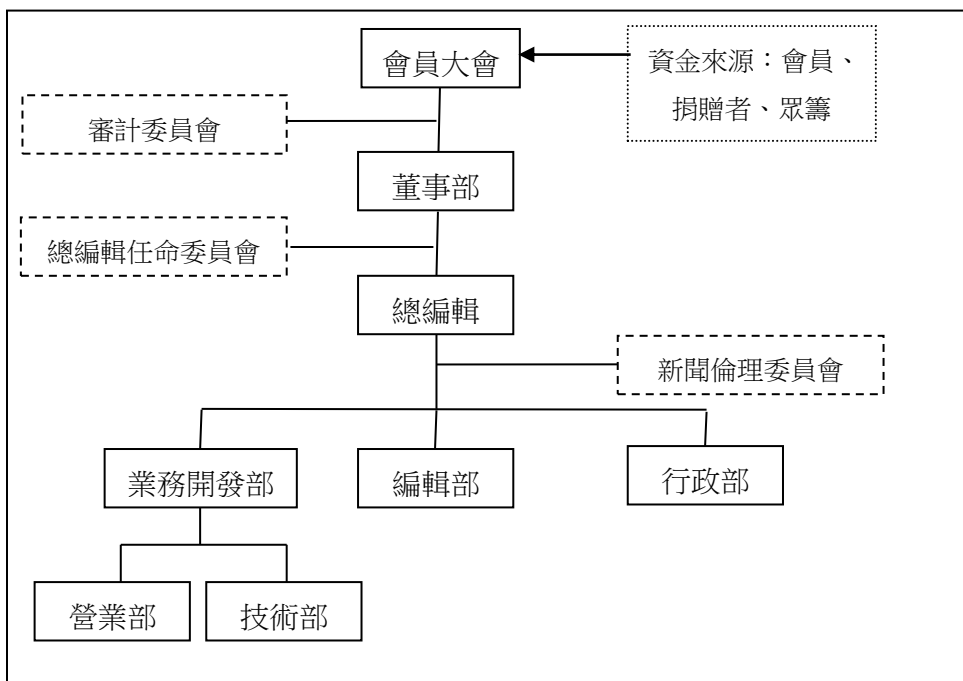 會員大會
資金來源：會員、
捐贈者、眾籌
審計委員會
董事部
總編輯任命委員會
總編輯
新聞倫理委員會
業務開發部
編輯部
行政部
營業部
技術部